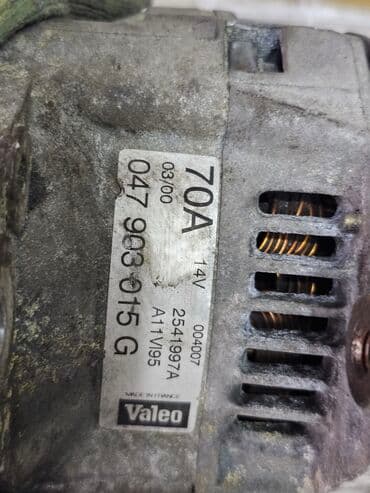 70A 14V 004007
03/00 2541997A
A11VI95
047 903 015 G
MADE IN FRANCE
Valeo